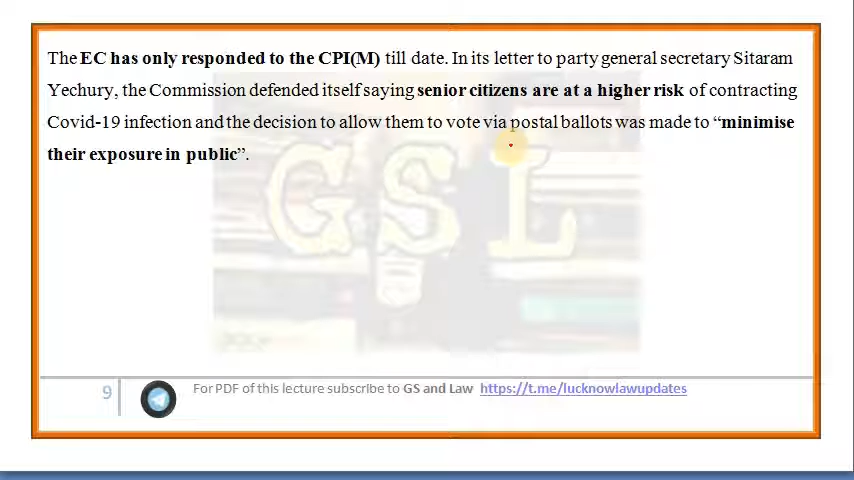 The EC has only responded to the CPI(M) till date. In its letter to party general secretary Sitaram
Yechury, the Commission defended itself saying senior citizens are at a higher risk of contracting
Covid-19 infection and the decision to allow them to vote via postal ballots was made to “minimise
their exposure in public”.
GSL
9
For PDF of this lecture subscribe to GS and Law https://t.me/lucknowlawupdates